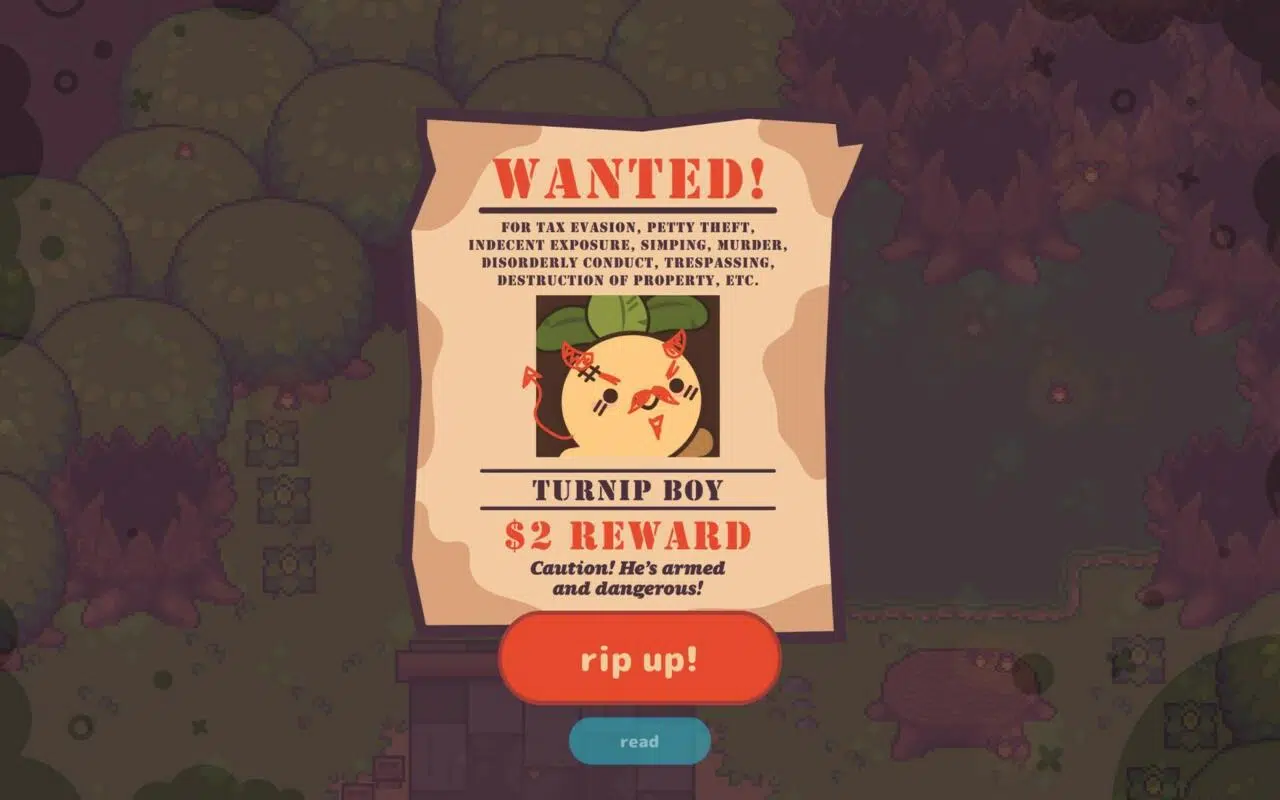 WANTED!
FOR TAX EVASION, PETTY THEFT,
INDECENT EXPOSURE, SIMPING, MURDER,
DISORDERLY CONDUCT, TRESPASSING,
DESTRUCTION OF PROPERTY, ETC.
TURNIP BOY
$2 REWARD
Caution! He's armed
and dangerous!
rip up!
read